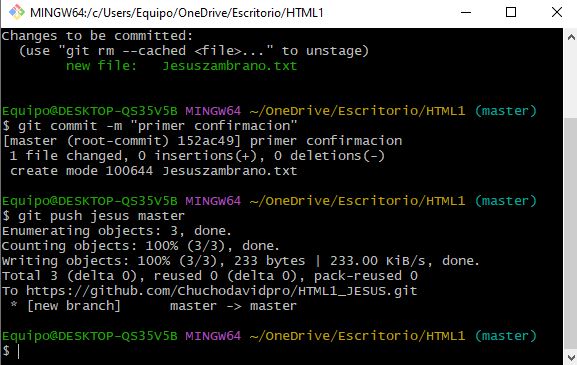 MINGW64:/c/Users/Equipo/OneDrive/Escritorio/HTML1
Changes to be committed:
  (use "git rm --cached <file>..." to unstage)
        new file:   Jesuszambrano.txt

Equipo@DESKTOP-QS35V5B MINGW64 ~/OneDrive/Escritorio/HTML1 (master)
$ git commit -m "primer confirmacion"
[master (root-commit) 152ac49] primer confirmacion
 1 file changed, 0 insertions(+), 0 deletions(-)
 create mode 100644 Jesuszambrano.txt

Equipo@DESKTOP-QS35V5B MINGW64 ~/OneDrive/Escritorio/HTML1 (master)
$ git push jesus master
Enumerating objects: 3, done.
Counting objects: 100% (3/3), done.
Writing objects: 100% (3/3), 233 bytes | 233.00 KiB/s, done.
Total 3 (delta 0), reused 0 (delta 0), pack-reused 0
To https://github.com/Chuchodavidpro/HTML1_JESUS.git
 * [new branch]      master -> master

Equipo@DESKTOP-QS35V5B MINGW64 ~/OneDrive/Escritorio/HTML1 (master)
$